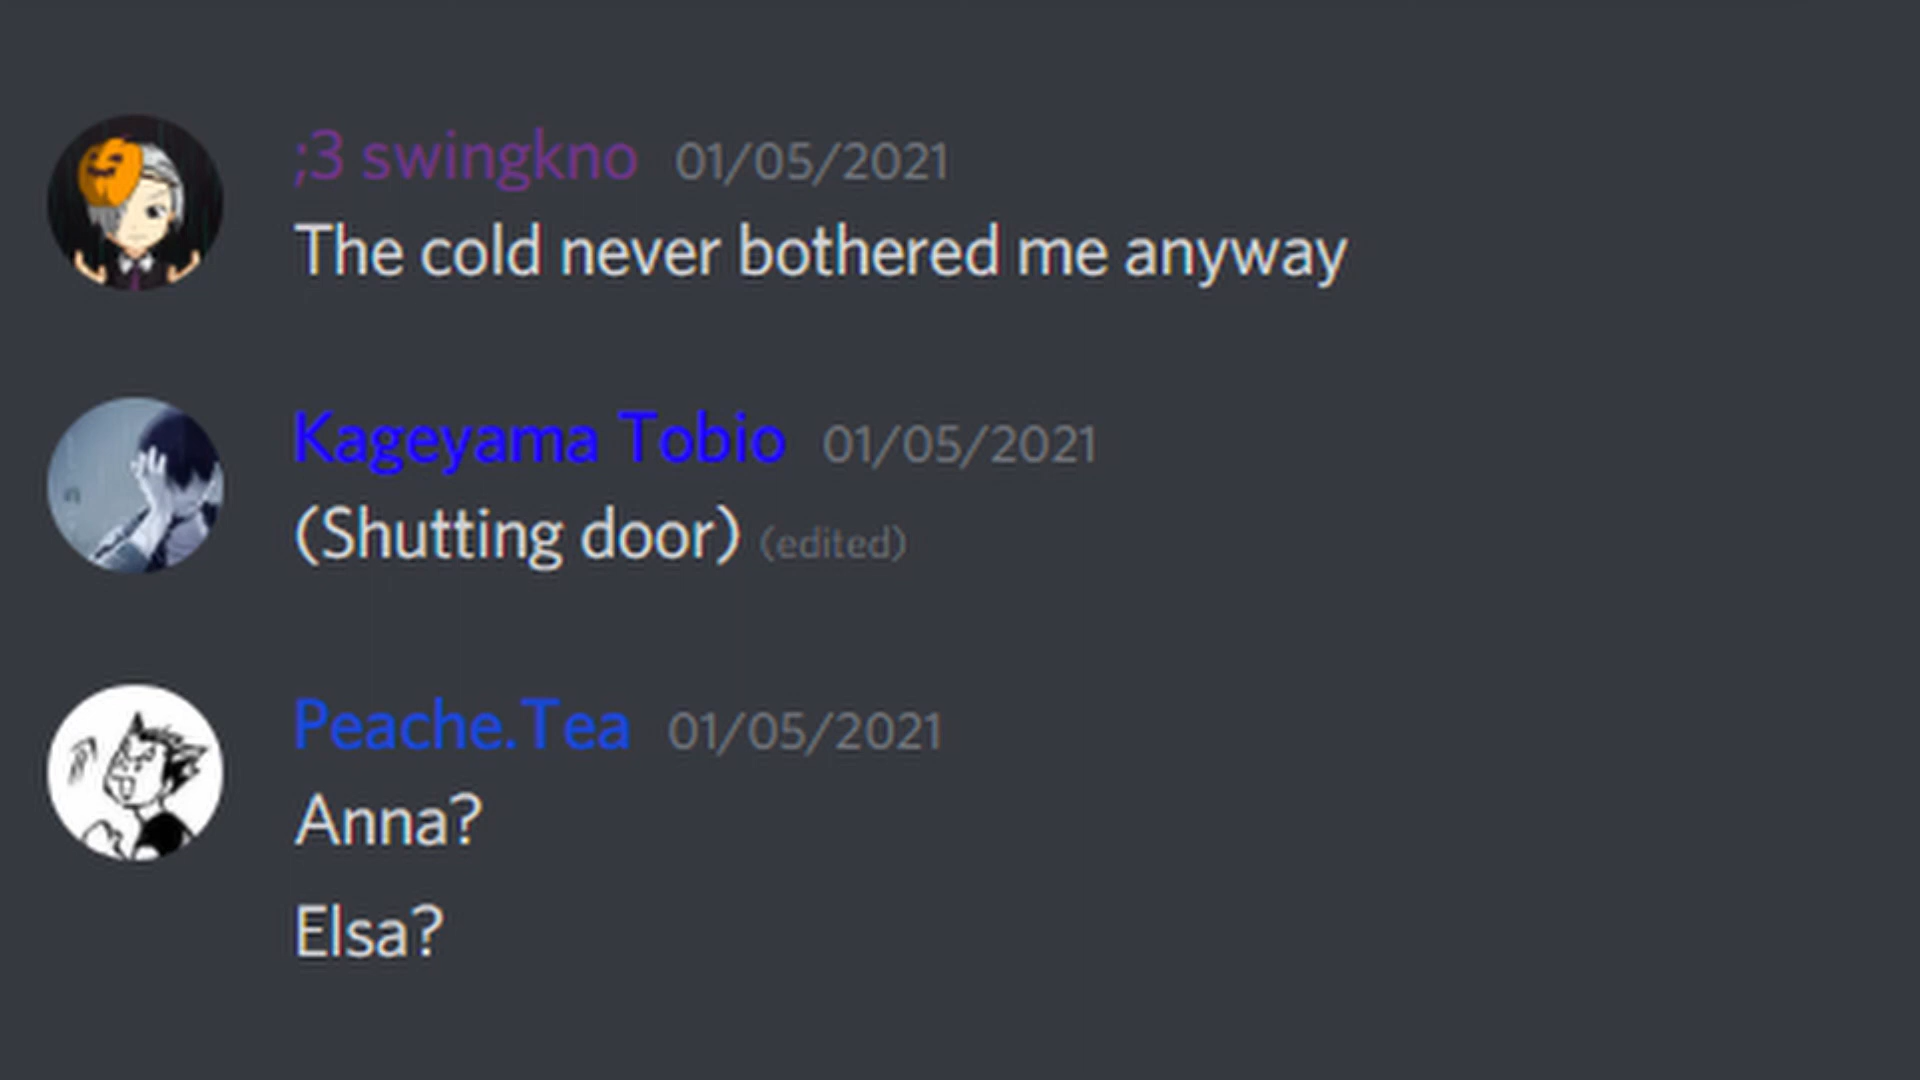 ;3 swingkno 01/05/2021
The cold never bothered me anyway
Kageyama Tobio 01/05/2021
(Shutting door) (edited)
Peache.Tea 01/05/2021
Anna?
Elsa?